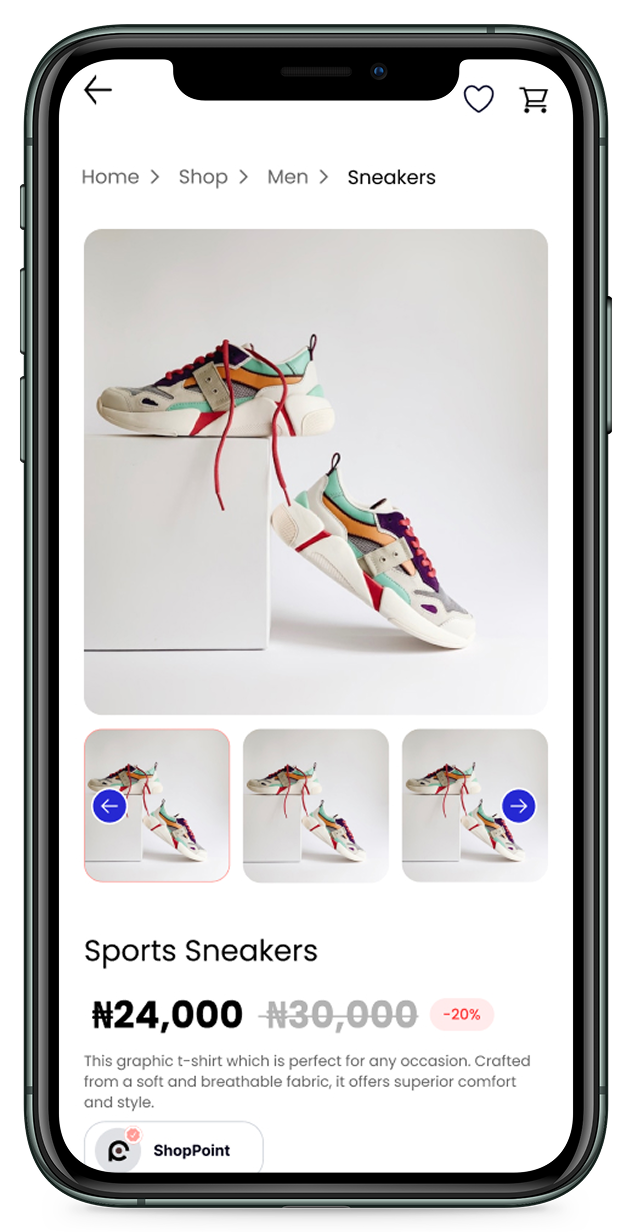 Home > Shop > Men > Sneakers
Sports Sneakers
₦24,000 ₦30,000 -20%
This graphic t-shirt which is perfect for any occasion. Crafted
from a soft and breathable fabric, it offers superior comfort
and style.
ShopPoint